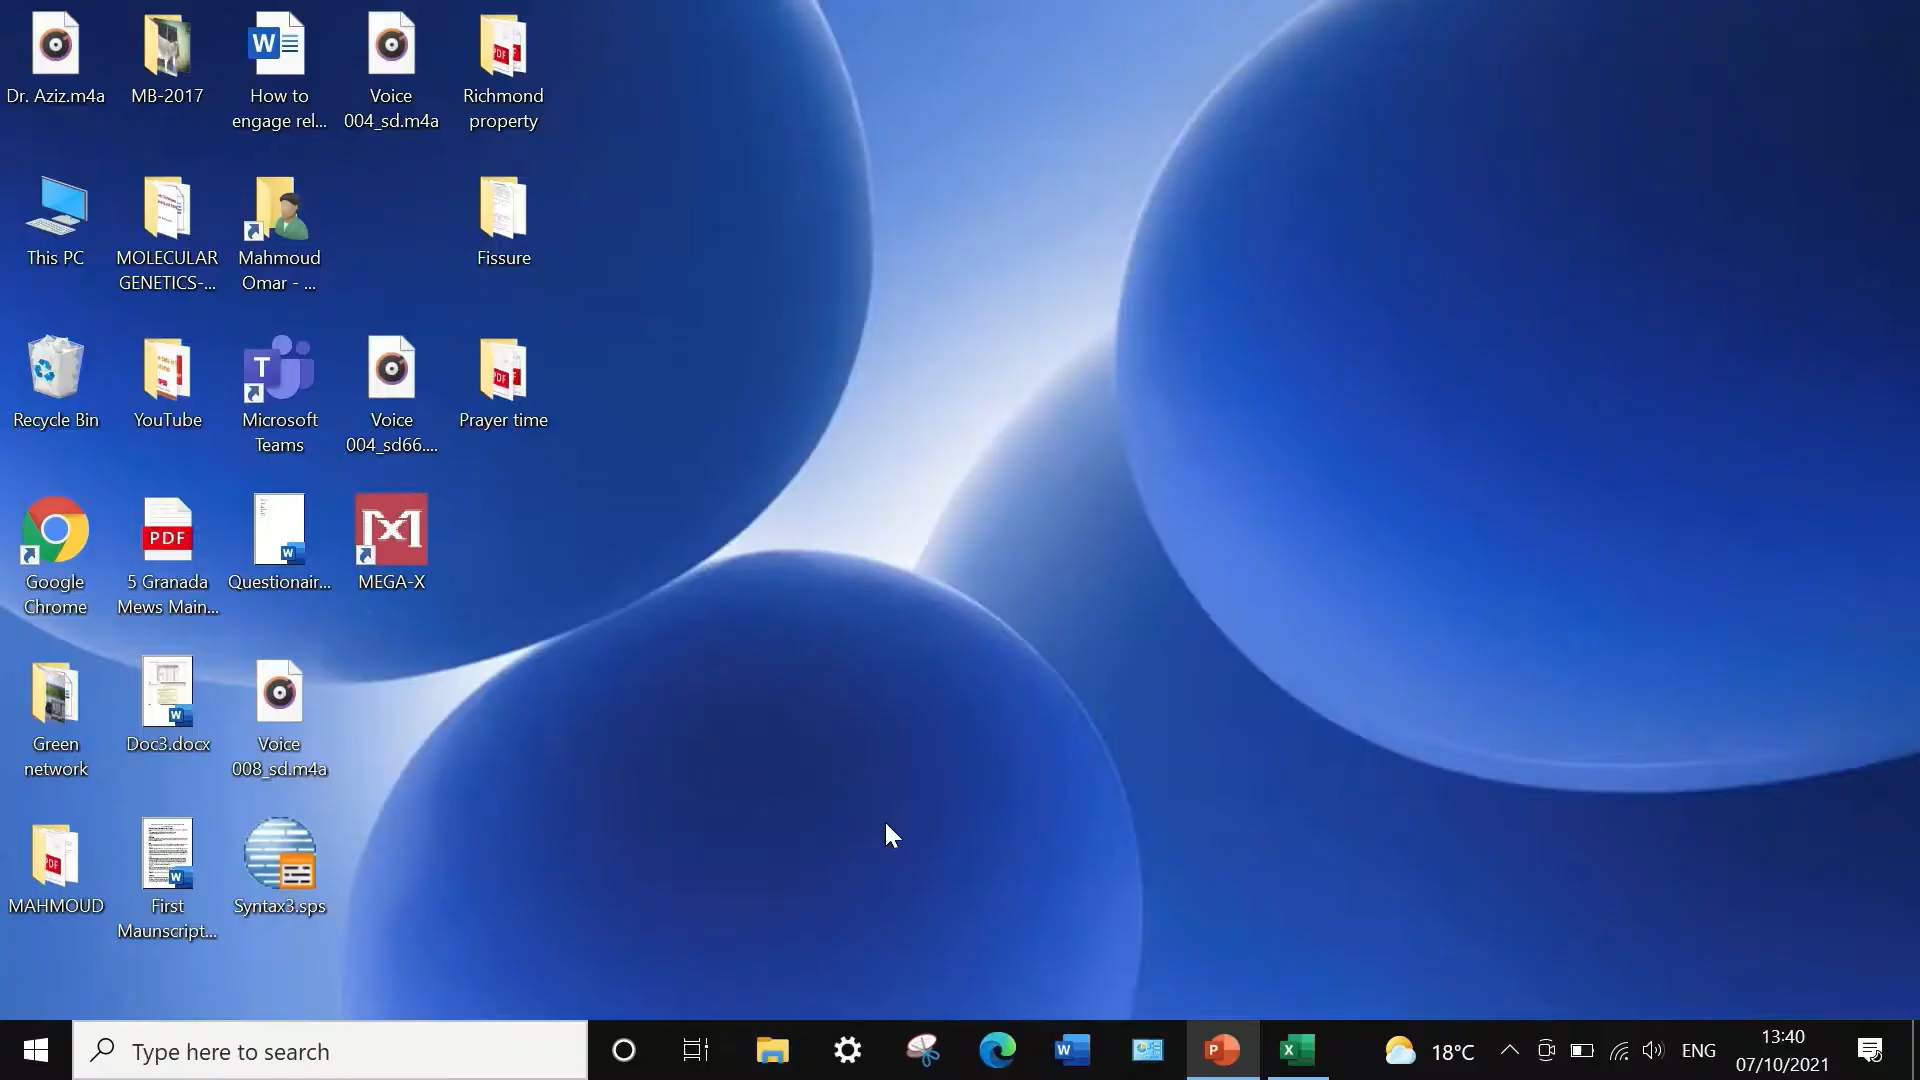 Dr. Aziz.m4a
MB-2017
How to
engage rel...
Voice
004_sd.m4a
Richmond
property
This PC
MOLECULAR
GENETICS-...
Mahmoud
Omar - ...
Fissure
Recycle Bin
YouTube
Microsoft
Teams
Voice
004_sd66....
Prayer time
Google
Chrome
5 Granada
Mews Main...
Questionair...
MEGA-X
Green
network
Doc3.docx
Voice
008_sd.m4a
MAHMOUD
First
Maunscript...
Syntax3.sps
Type here to search
18°C
ENG
13:40
07/10/2021